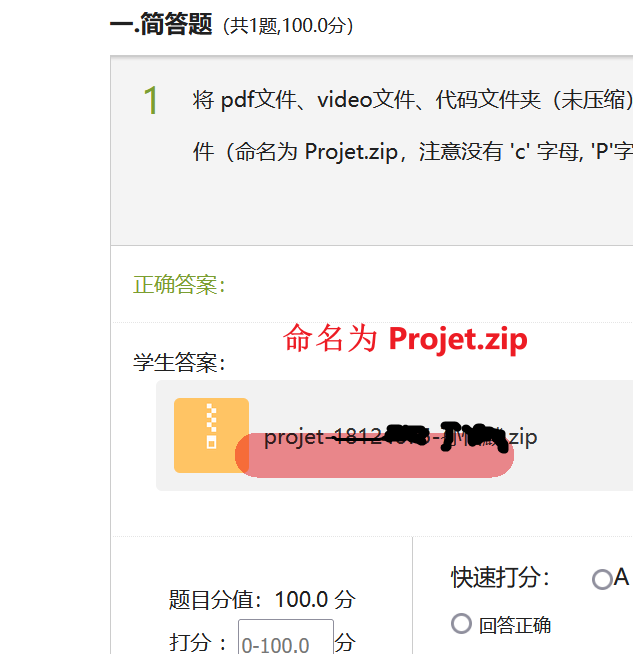 一.简答题（共1题,100.0分）
1 将 pdf文件、video文件、代码文件夹（未压缩）
件（命名为 Projet.zip，注意没有 'c' 字母, 'P'字
正确答案：
命名为 Projet.zip
学生答案：
projet-1812 .zip
快速打分： A
题目分值：100.0 分
回答正确
打分： 0-100.0 分